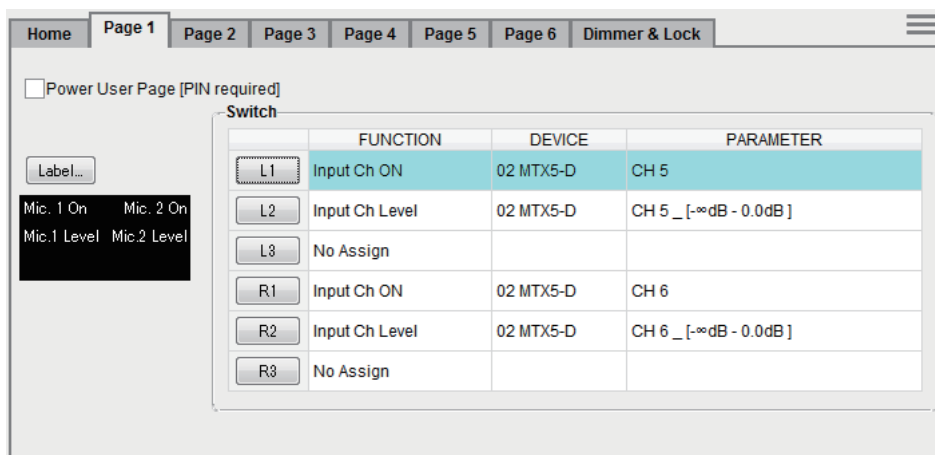 Home Page 1 Page 2 Page 3 Page 4 Page 5 Page 6 Dimmer & Lock
Power User Page [PIN required]
Switch
FUNCTION DEVICE PARAMETER
Label...
L1 Input Ch ON 02 MTX5-D CH 5
Mic. 1 On Mic. 2 On
Mic.1 Level Mic.2 Level
L2 Input Ch Level 02 MTX5-D CH 5 _ [-∞dB - 0.0dB ]
L3 No Assign
R1 Input Ch ON 02 MTX5-D CH 6
R2 Input Ch Level 02 MTX5-D CH 6 _ [-∞dB - 0.0dB ]
R3 No Assign